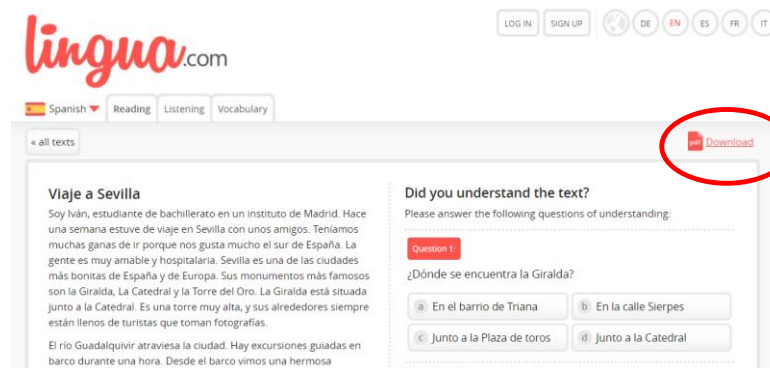 LOG IN SIGN UP DE EN ES FR IT
lingua.com
Spanish Reading Listening Vocabulary
« all texts
pdf Download
Viaje a Sevilla
Soy Iván, estudiante de bachillerato en un instituto de Madrid. Hace
una semana estuve de viaje en Sevilla con unos amigos. Teníamos
muchas ganas de ir porque nos gusta mucho el sur de España. La
gente es muy amable y hospitalaria. Sevilla es una de las ciudades
más bonitas de España y de Europa. Sus monumentos más famosos
son la Giralda, La Catedral y la Torre del Oro. La Giralda está situada
junto a la Catedral. Es una torre muy alta, y sus alrededores siempre
están llenos de turistas que toman fotografías.
El río Guadalquivir atraviesa la ciudad. Hay excursiones guiadas en
barco durante una hora. Desde el barco vimos una hermosa
Did you understand the text?
Please answer the following questions of understanding:
Question 1:
¿Dónde se encuentra la Giralda?
a En el barrio de Triana
b En la calle Sierpes
c Junto a la Plaza de toros
d Junto a la Catedral